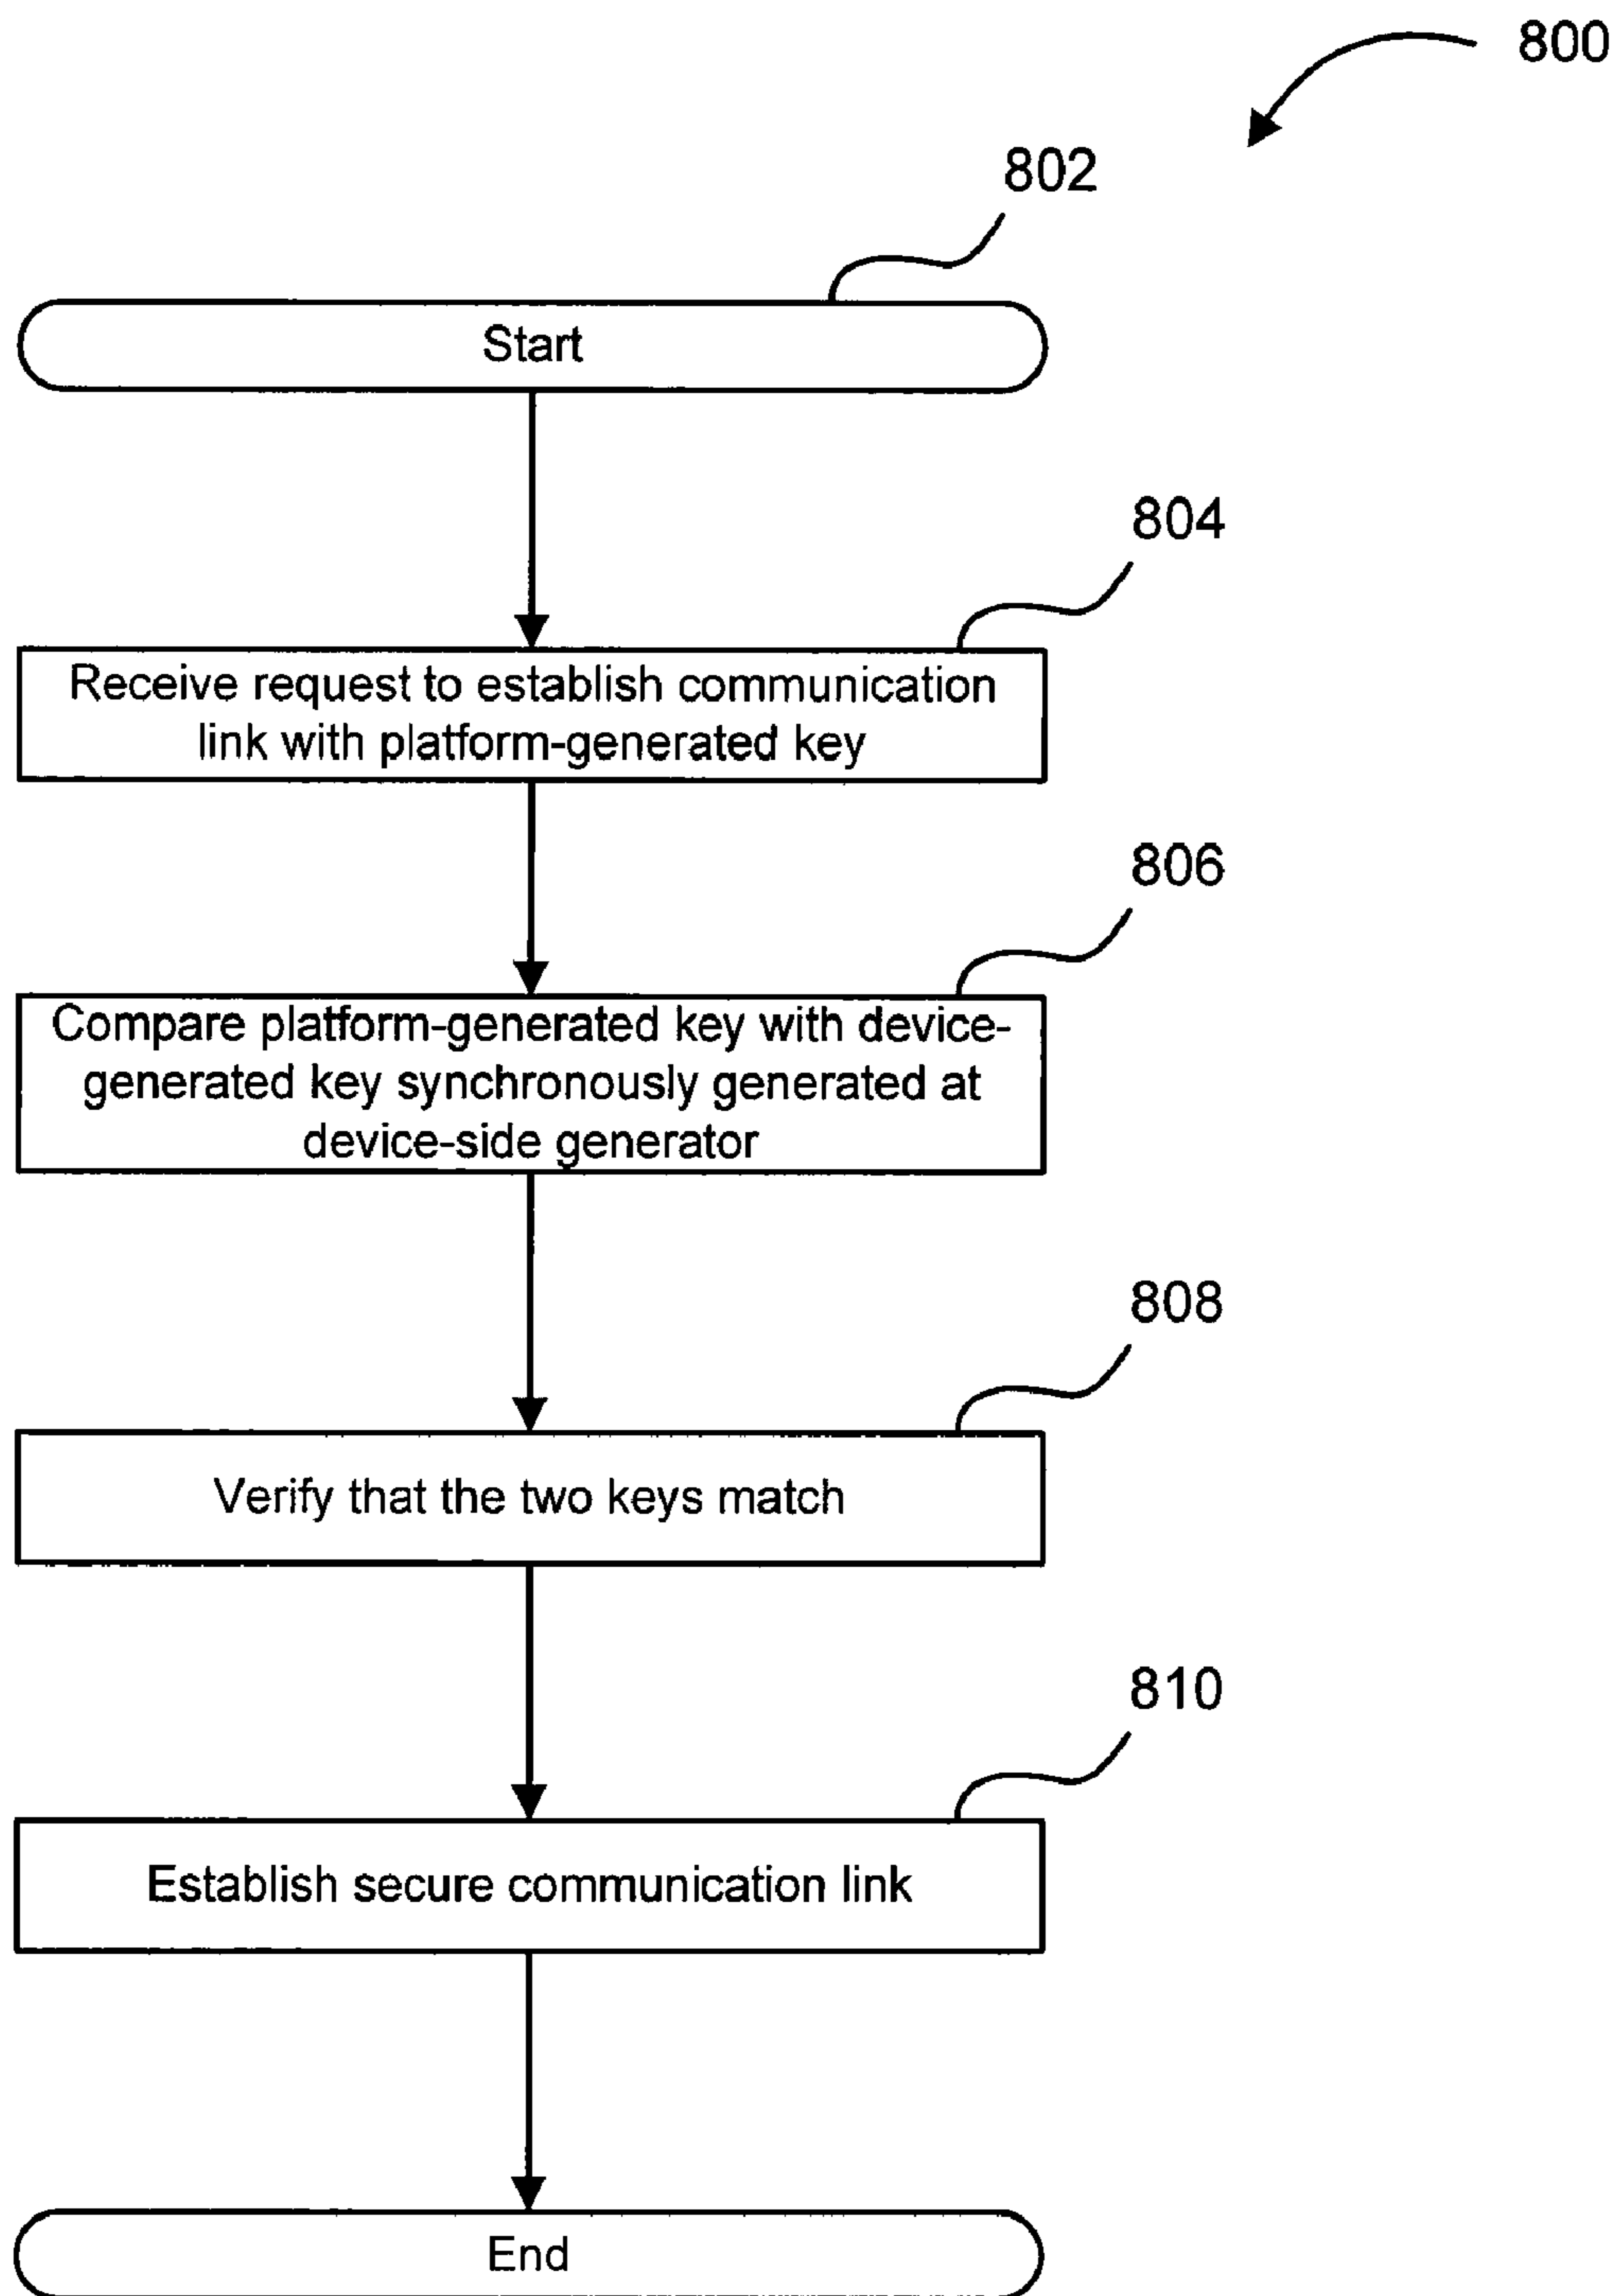 800
802
Start
804
Receive request to establish communication
link with platform-generated key
806
Compare platform-generated key with device-
generated key synchronously generated at
device-side generator
808
Verify that the two keys match
810
Establish secure communication link
End